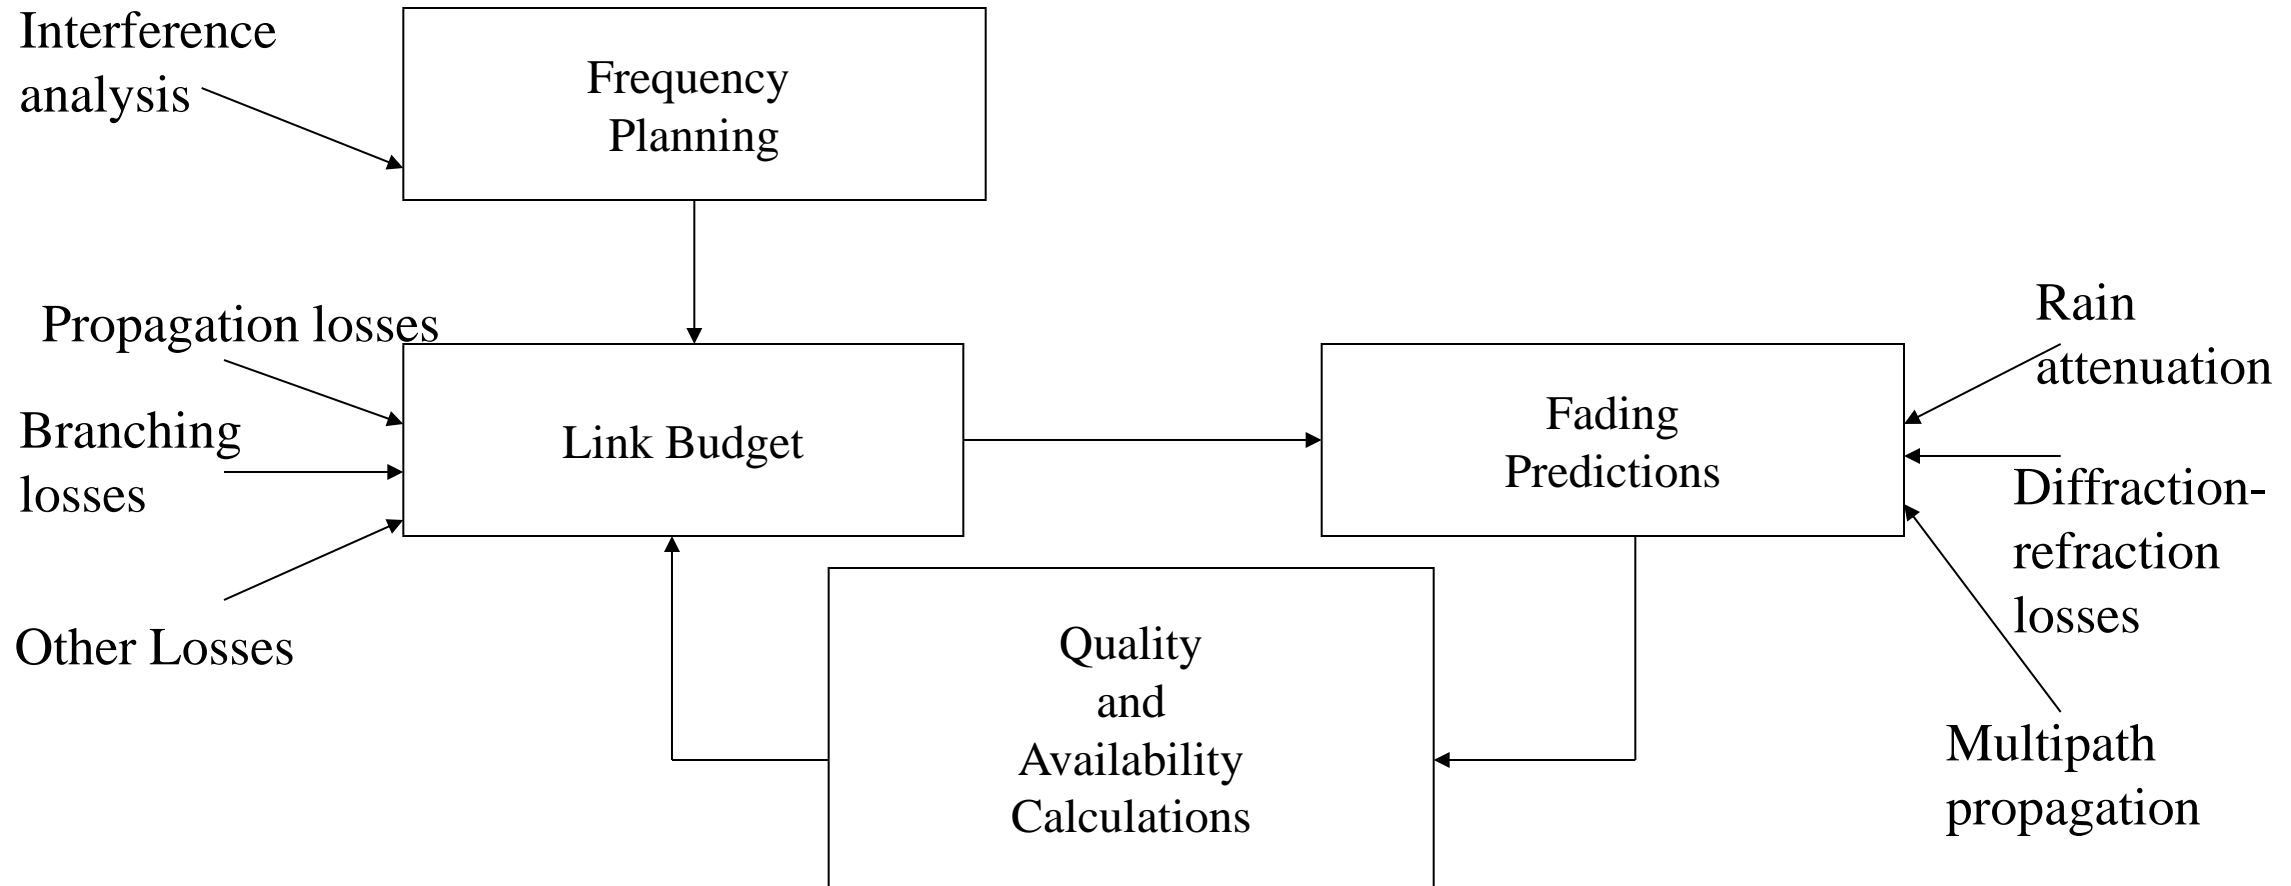 Interference
analysis
Frequency
Planning
Propagation losses
Branching
losses
Other Losses
Link Budget
Fading
Predictions
Rain
attenuation
Diffraction-
refraction
losses
Multipath
propagation
Quality
and
Availability
Calculations